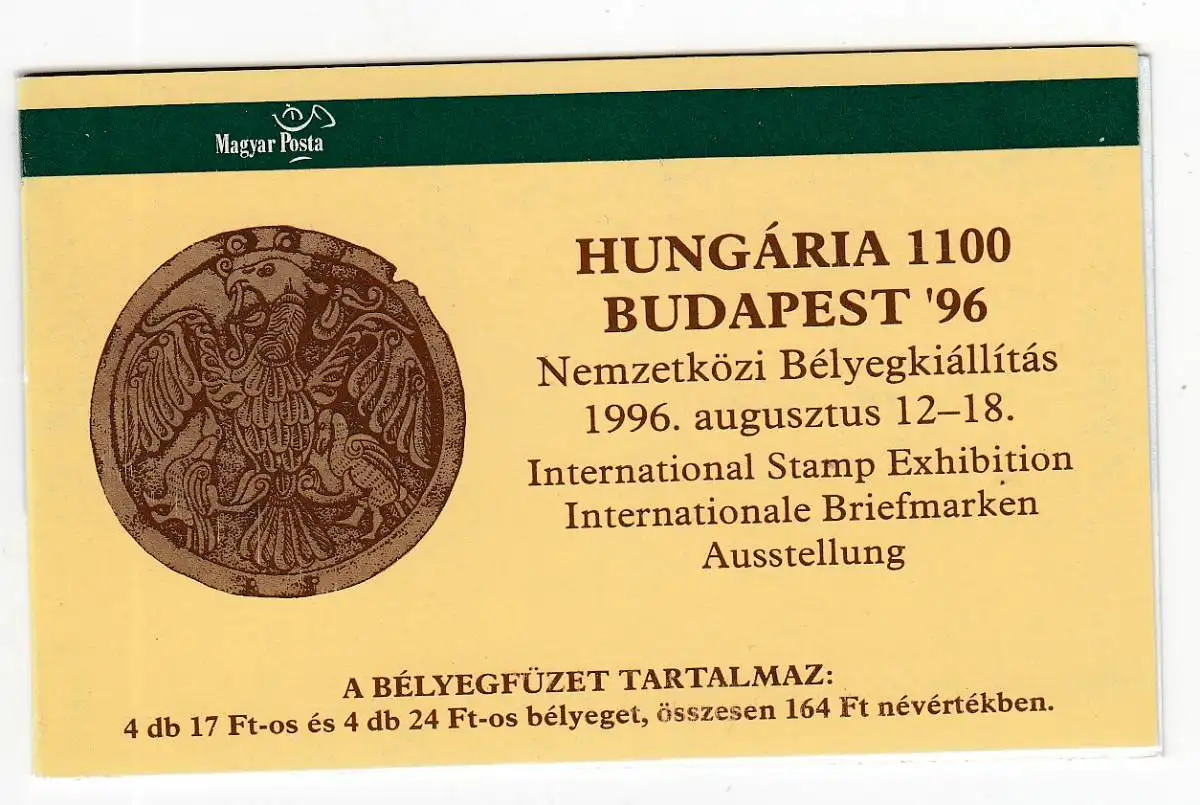 Magyar Posta
HUNGÁRIA 1100
BUDAPEST '96
Nemzetközi Bélyegkiállítás
1996. augusztus 12–18.
International Stamp Exhibition
Internationale Briefmarken
Ausstellung
A BÉLYEGFÜZET TARTALMAZ:
4 db 17 Ft-os és 4 db 24 Ft-os bélyeget, összesen 164 Ft névértékben.